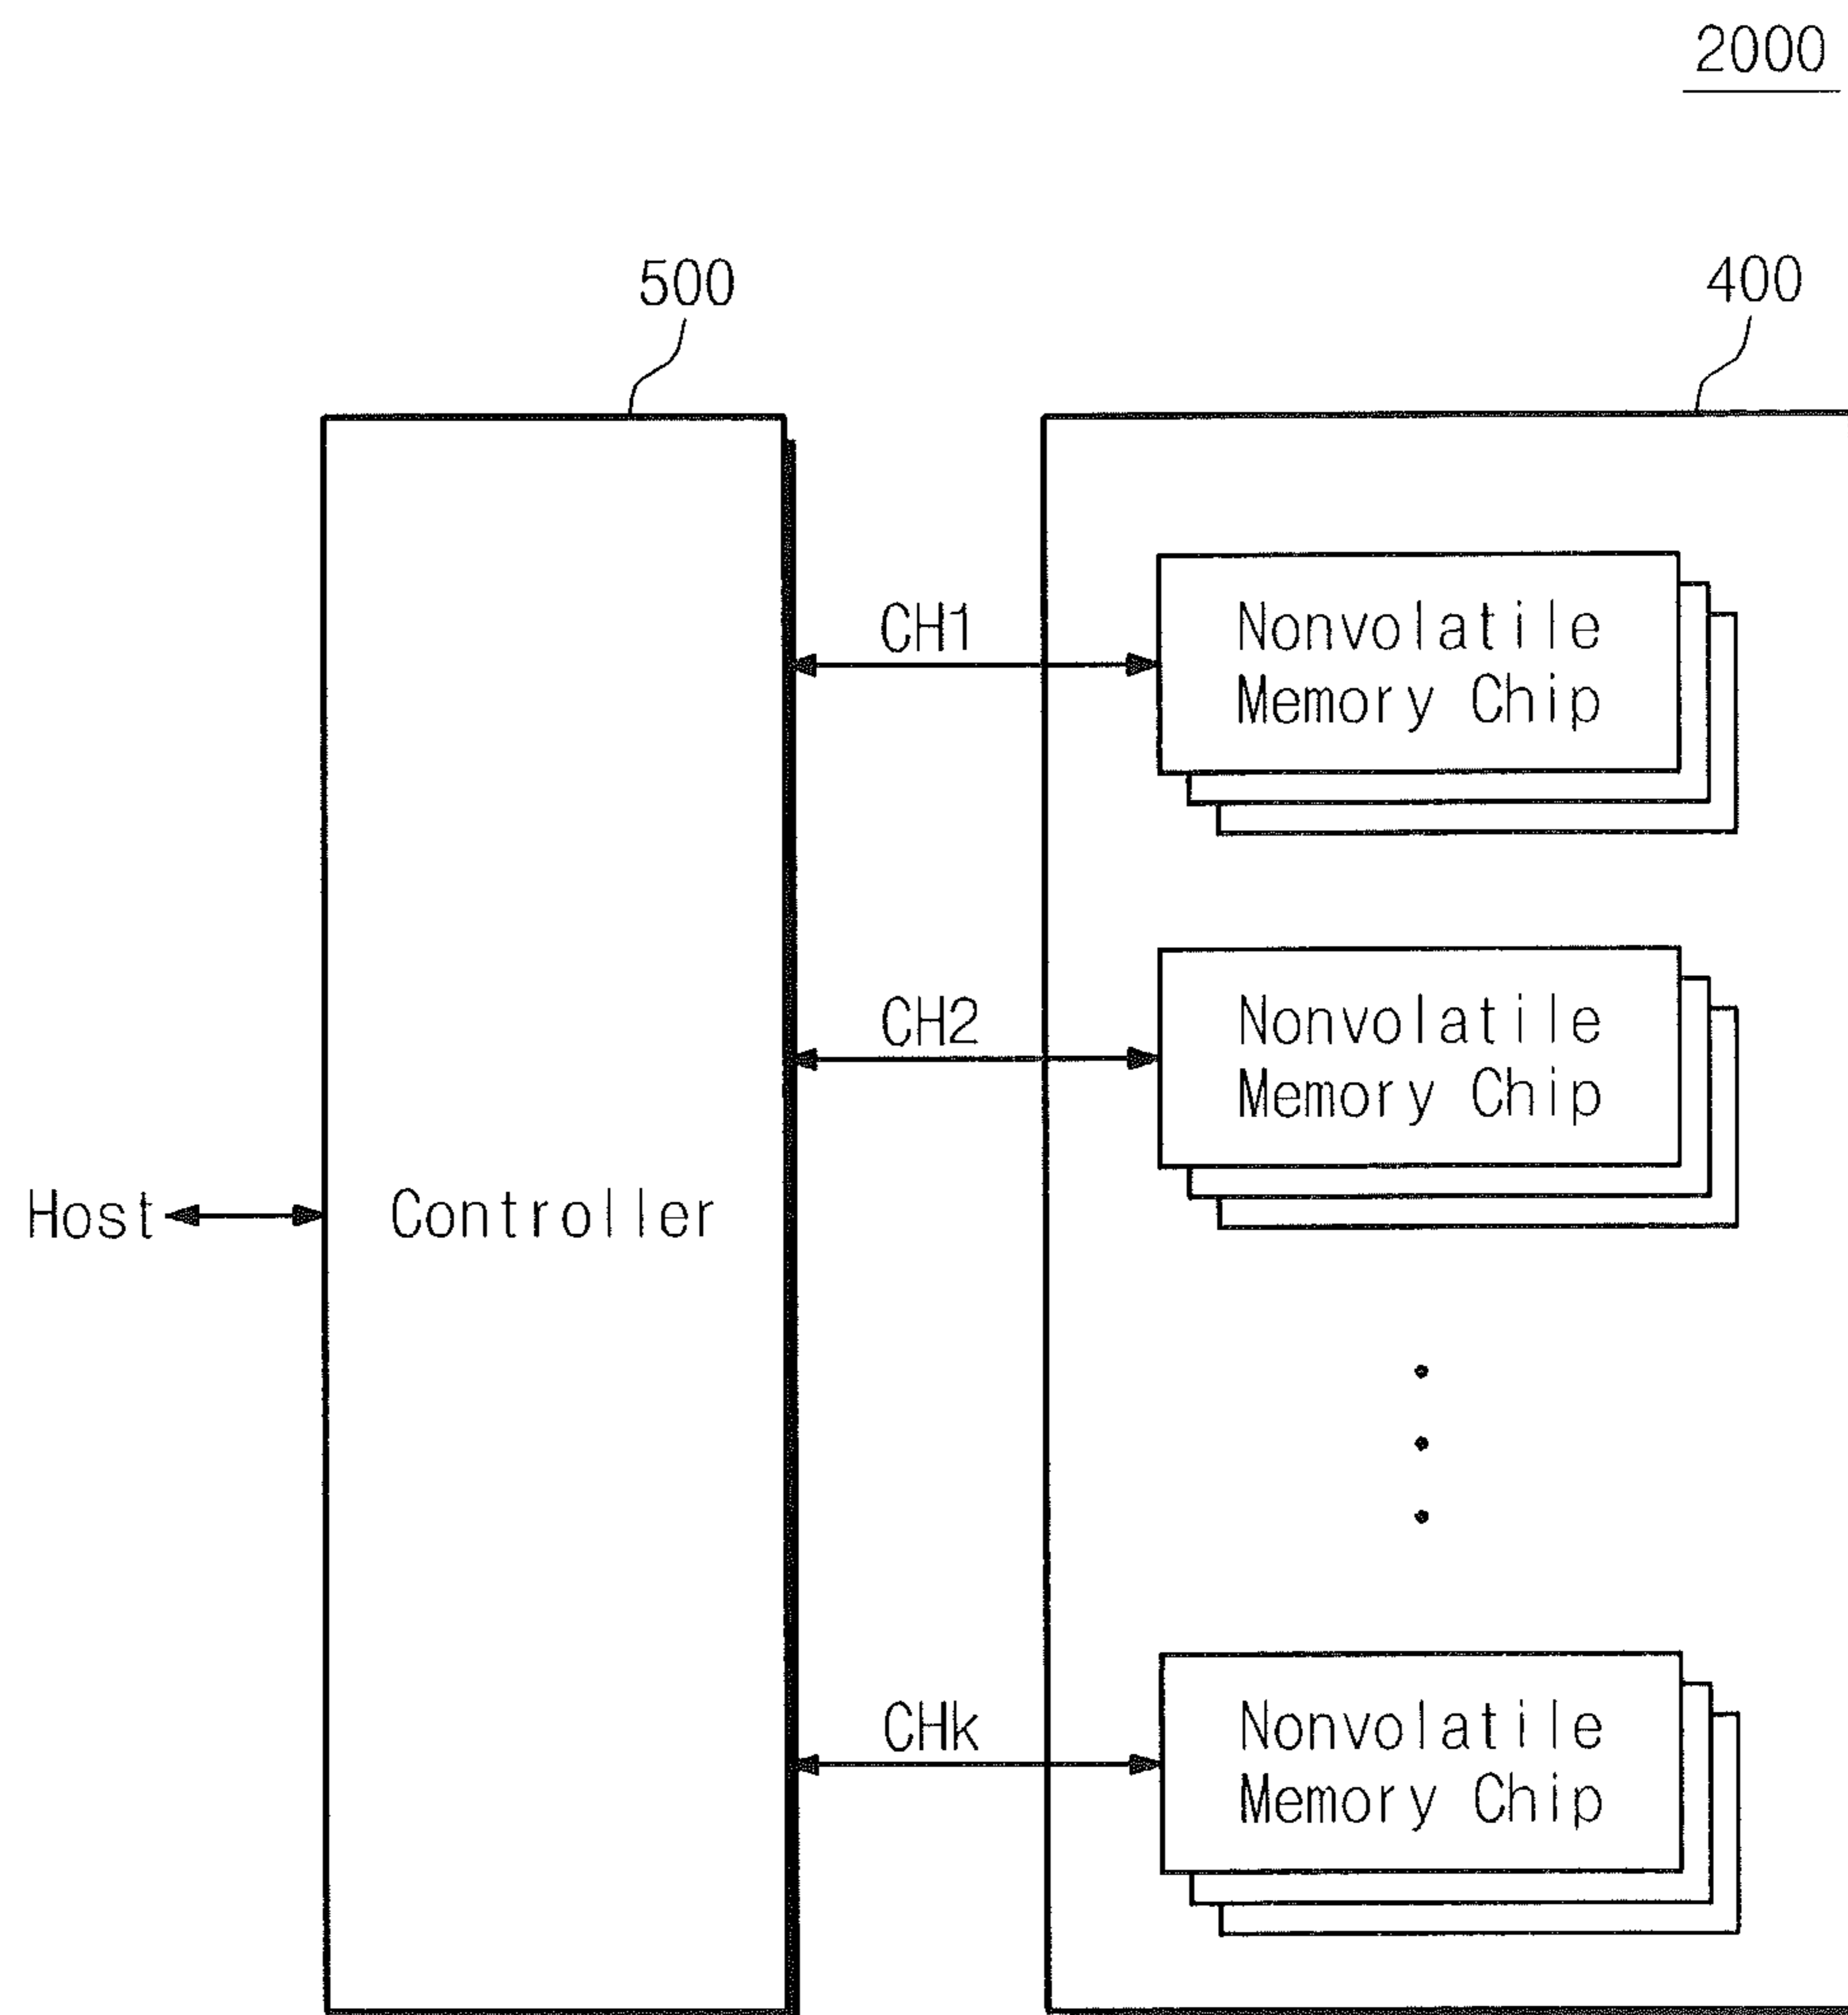 2000
500
400
CH1
Nonvolatile
Memory Chip
CH2
Nonvolatile
Memory Chip
Host
Controller
CHk
Nonvolatile
Memory Chip